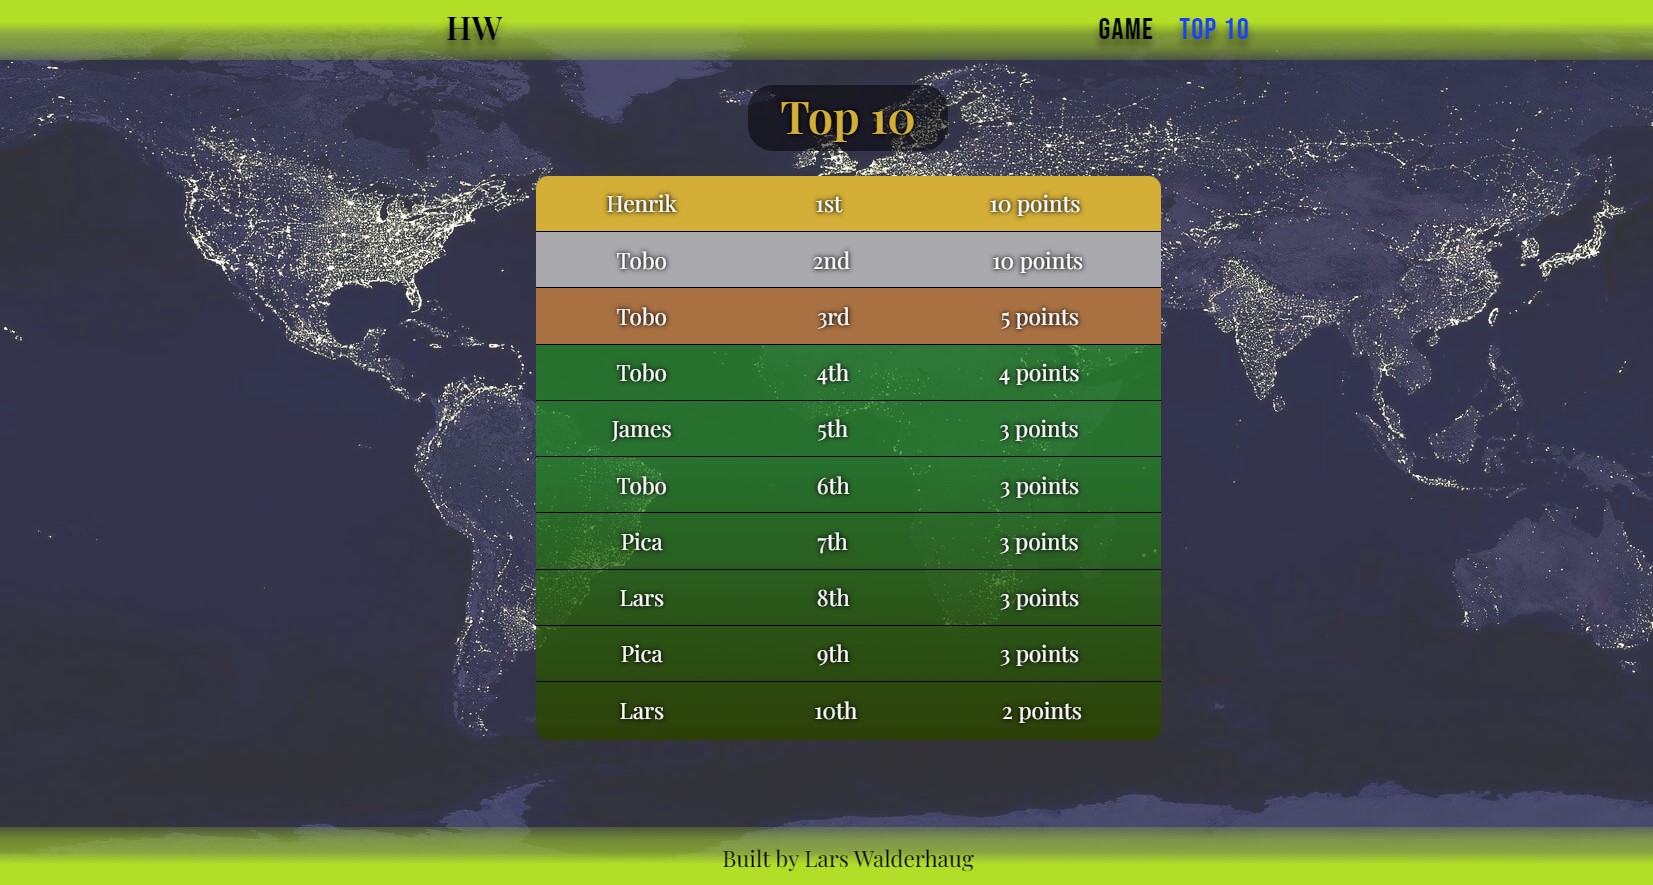 HW GAME TOP 10
Top 10
Henrik 1st 10 points
Tobo 2nd 10 points
Tobo 3rd 5 points
Tobo 4th 4 points
James 5th 3 points
Tobo 6th 3 points
Pica 7th 3 points
Lars 8th 3 points
Pica 9th 3 points
Lars 10th 2 points
Built by Lars Walderhaug